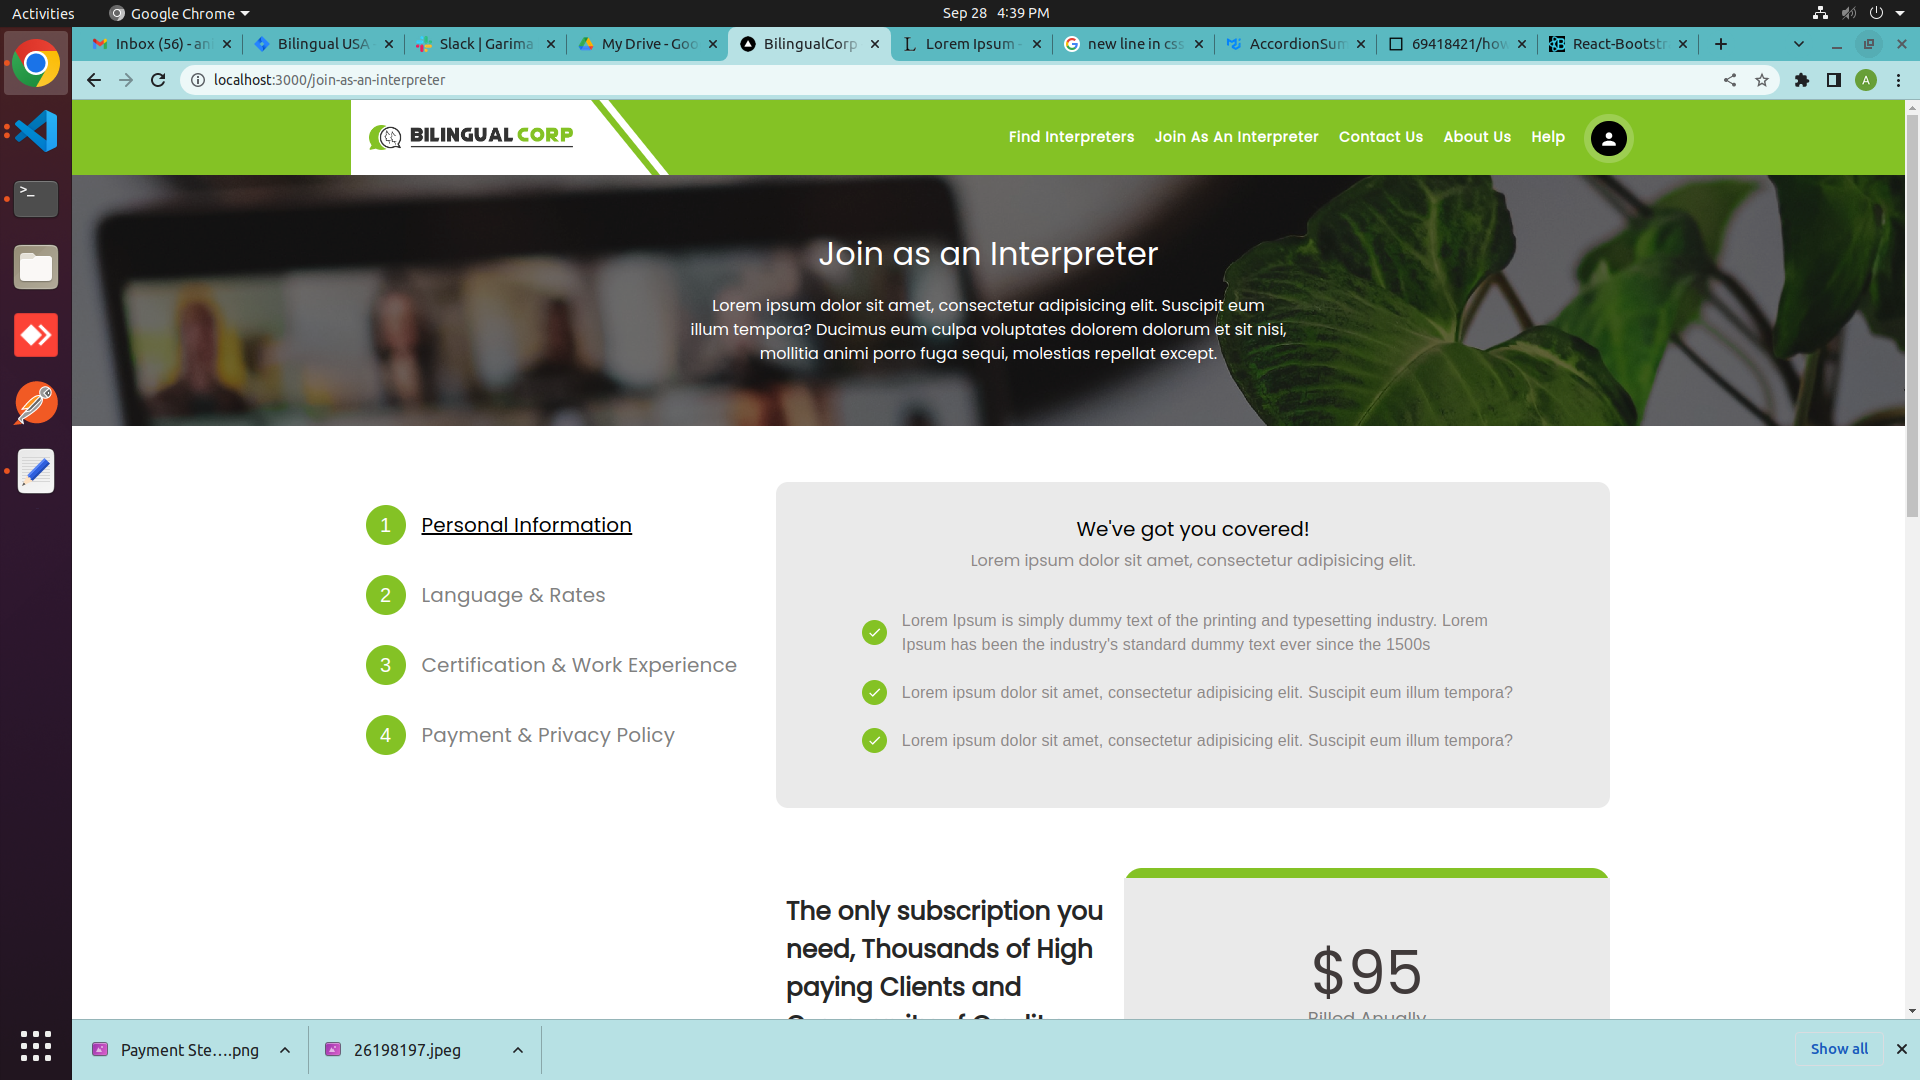 Activities
Google Chrome
Sep 28 4:39 PM
Inbox (56) - an
Bilingual USA
Slack | Garima
My Drive - Goo
BilingualCorp
Lorem Ipsum -
new line in css
AccordionSum
69418421/how
React-Bootstr
localhost:3000/join-as-an-interpreter
A
BILINGUAL CORP
Find Interpreters
Join As An Interpreter
Contact Us
About Us
Help
Join as an Interpreter
Lorem ipsum dolor sit amet, consectetur adipisicing elit. Suscipit eum
illum tempora? Ducimus eum culpa voluptates dolorem dolorum et sit nisi,
mollitia animi porro fuga sequi, molestias repellat except.
1 Personal Information
2 Language & Rates
3 Certification & Work Experience
4 Payment & Privacy Policy
We've got you covered!
Lorem ipsum dolor sit amet, consectetur adipisicing elit.
Lorem Ipsum is simply dummy text of the printing and typesetting industry. Lorem
Ipsum has been the industry's standard dummy text ever since the 1500s
Lorem ipsum dolor sit amet, consectetur adipisicing elit. Suscipit eum illum tempora?
Lorem ipsum dolor sit amet, consectetur adipisicing elit. Suscipit eum illum tempora?
The only subscription you
need, Thousands of High
paying Clients and
$95
Billed Anually
Payment Ste....png
26198197.jpeg
Show all